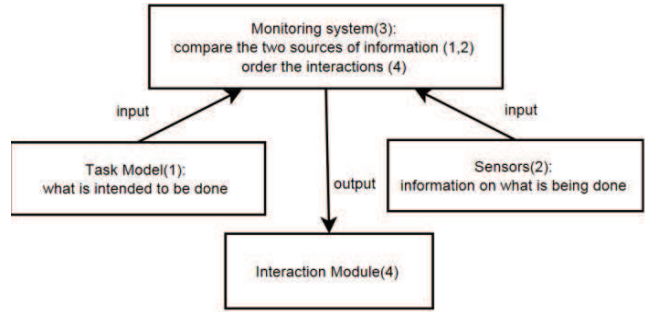 Monitoring system(3):
compare the two sources of information (1,2)
order the interactions (4)
input
input
Task Model(1):
what is intended to be done
Sensors(2):
information on what is being done
output
Interaction Module(4)